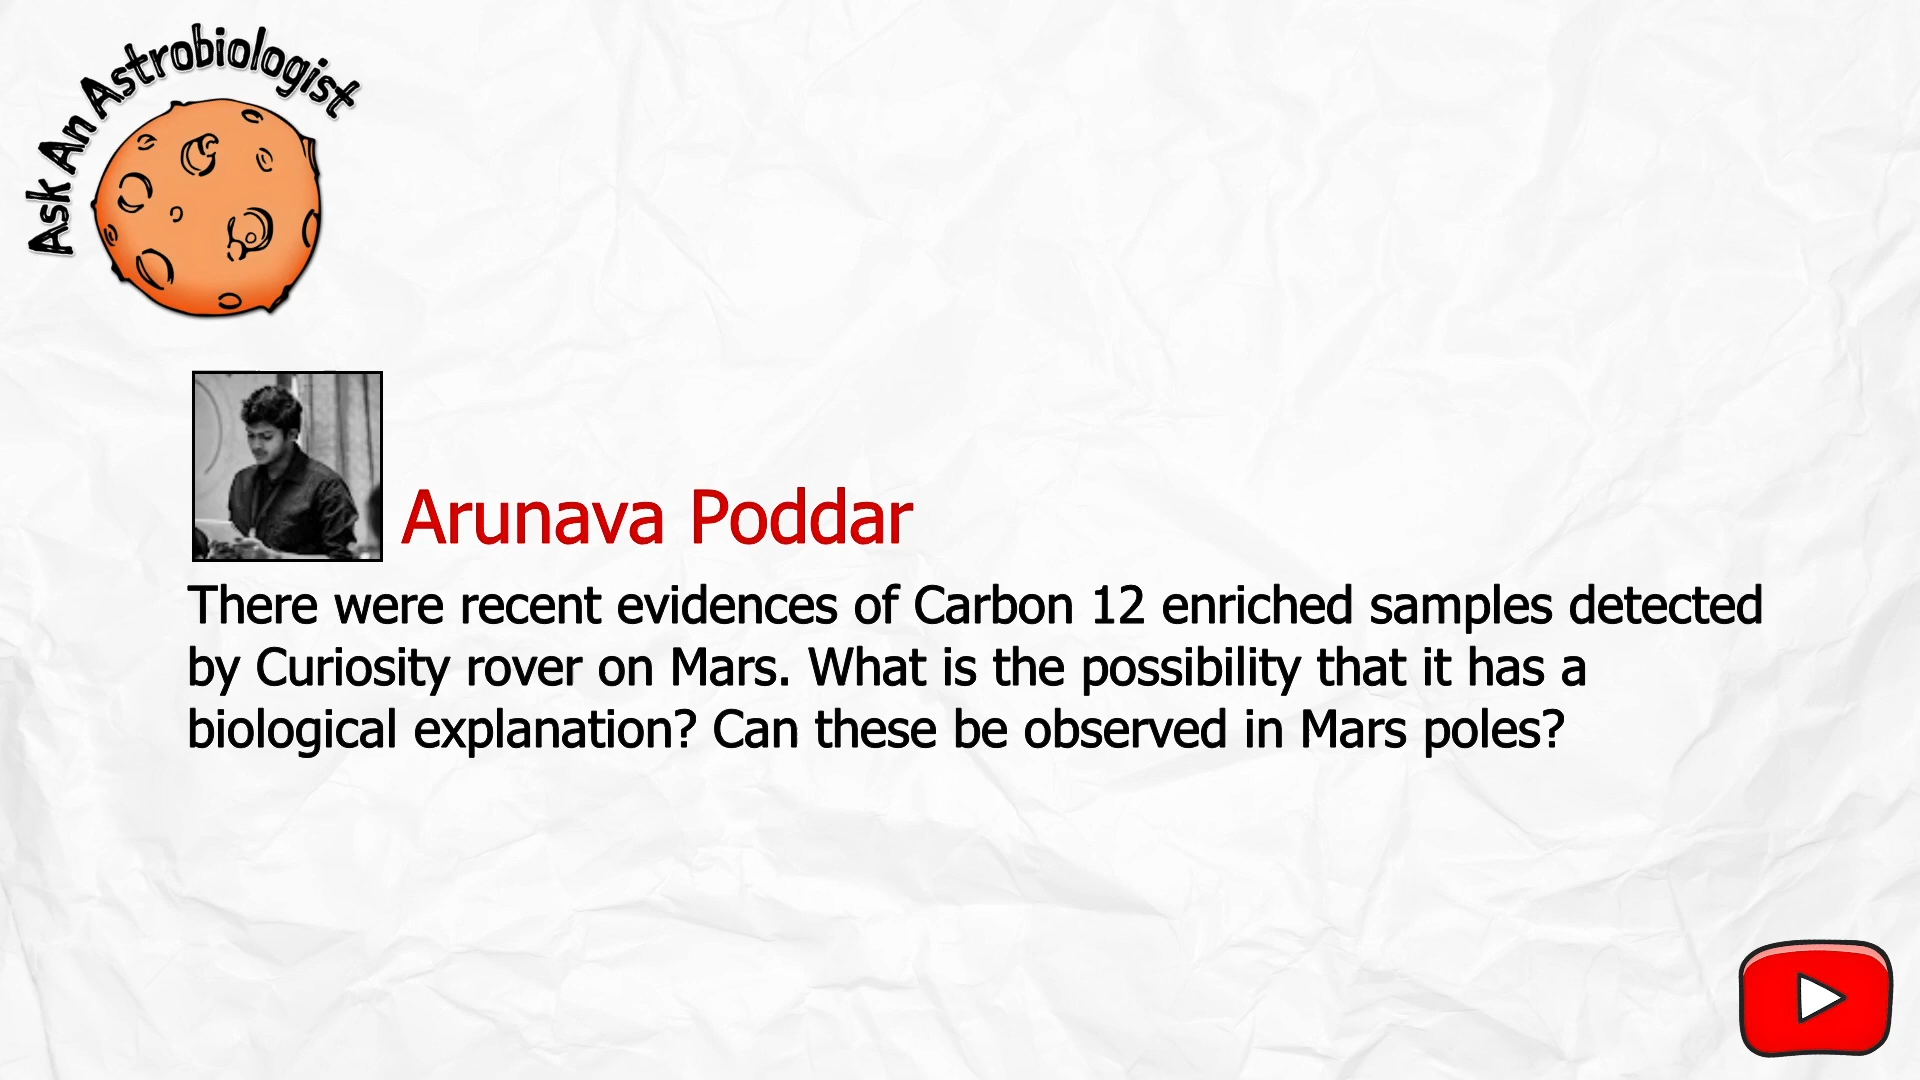 Ask An Astrobiologist
Arunava Poddar
There were recent evidences of Carbon 12 enriched samples detected
by Curiosity rover on Mars. What is the possibility that it has a
biological explanation? Can these be observed in Mars poles?